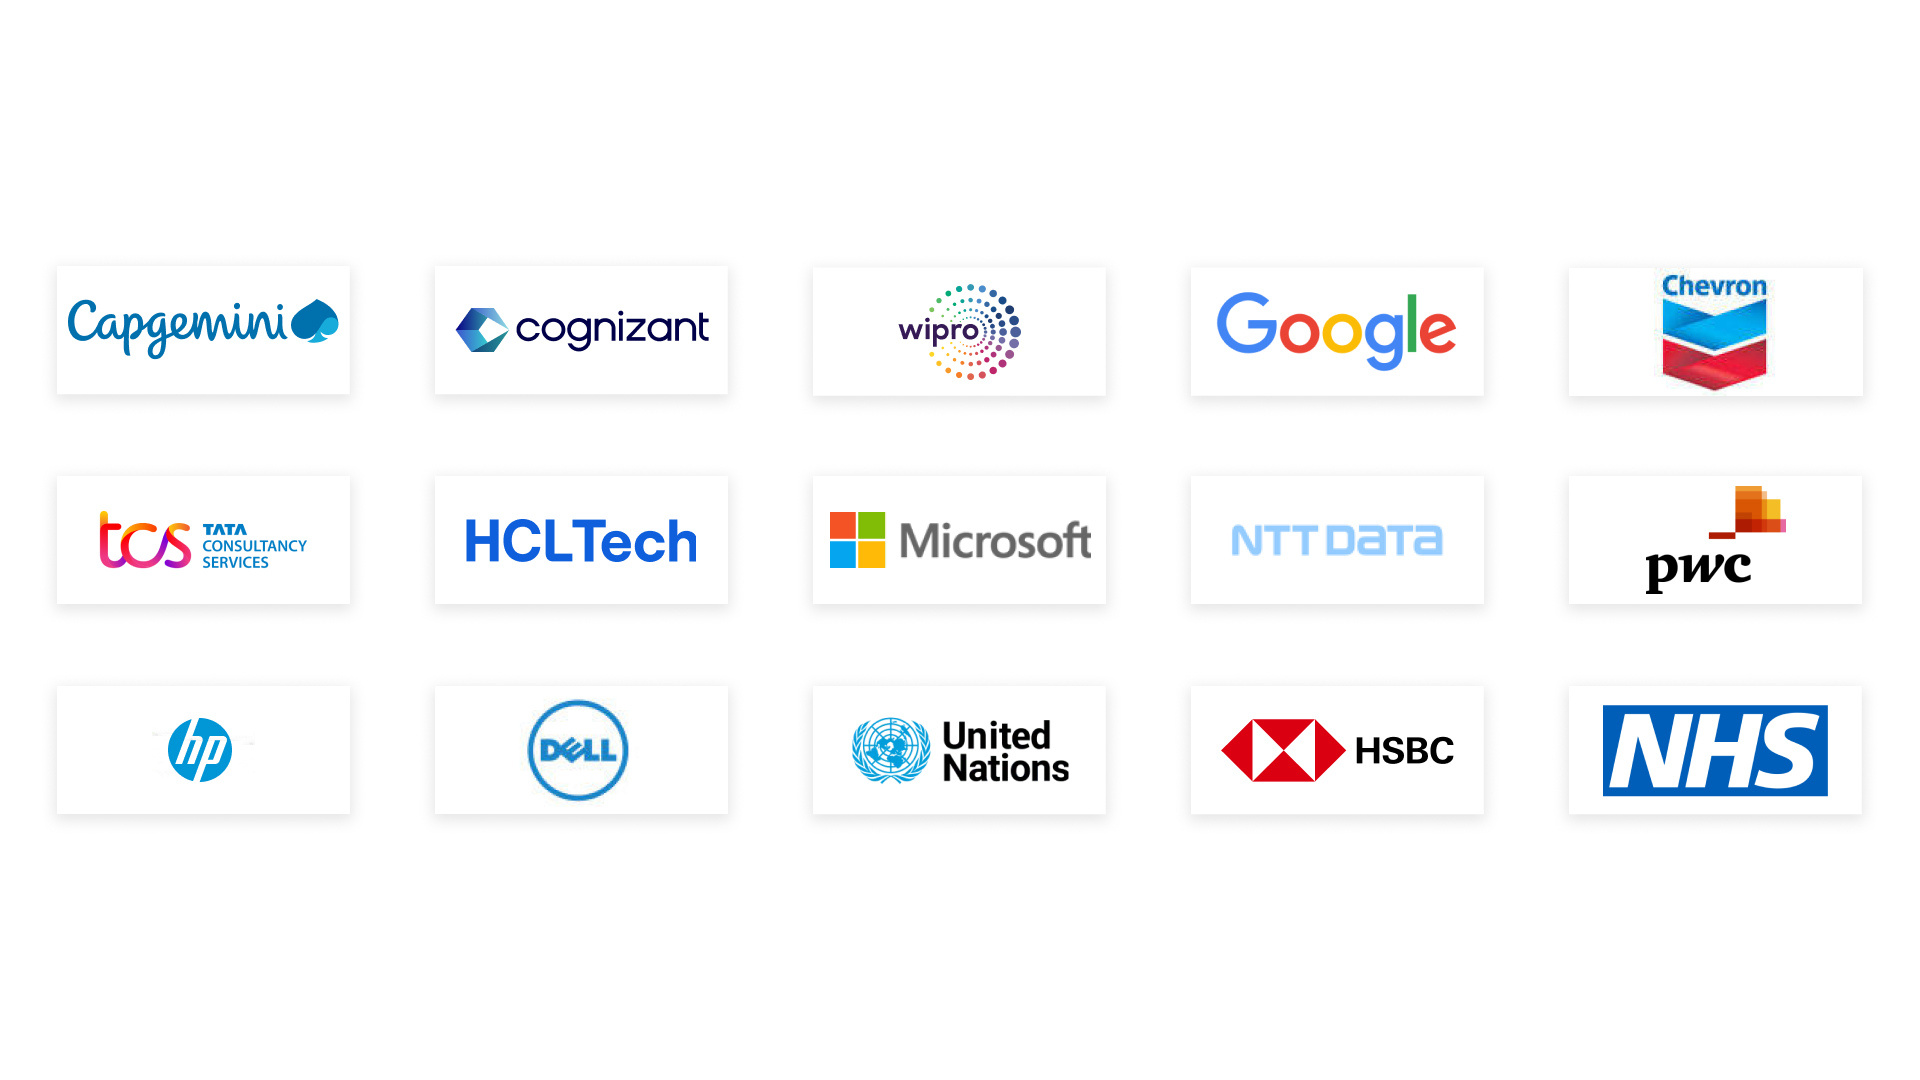 Capgemini
cognizant
wipro
Google
Chevron
tcs TATA
CONSULTANCY
SERVICES
HCLTech
Microsoft
NTT DATA
pwc
hp
DELL
United
Nations
HSBC
NHS